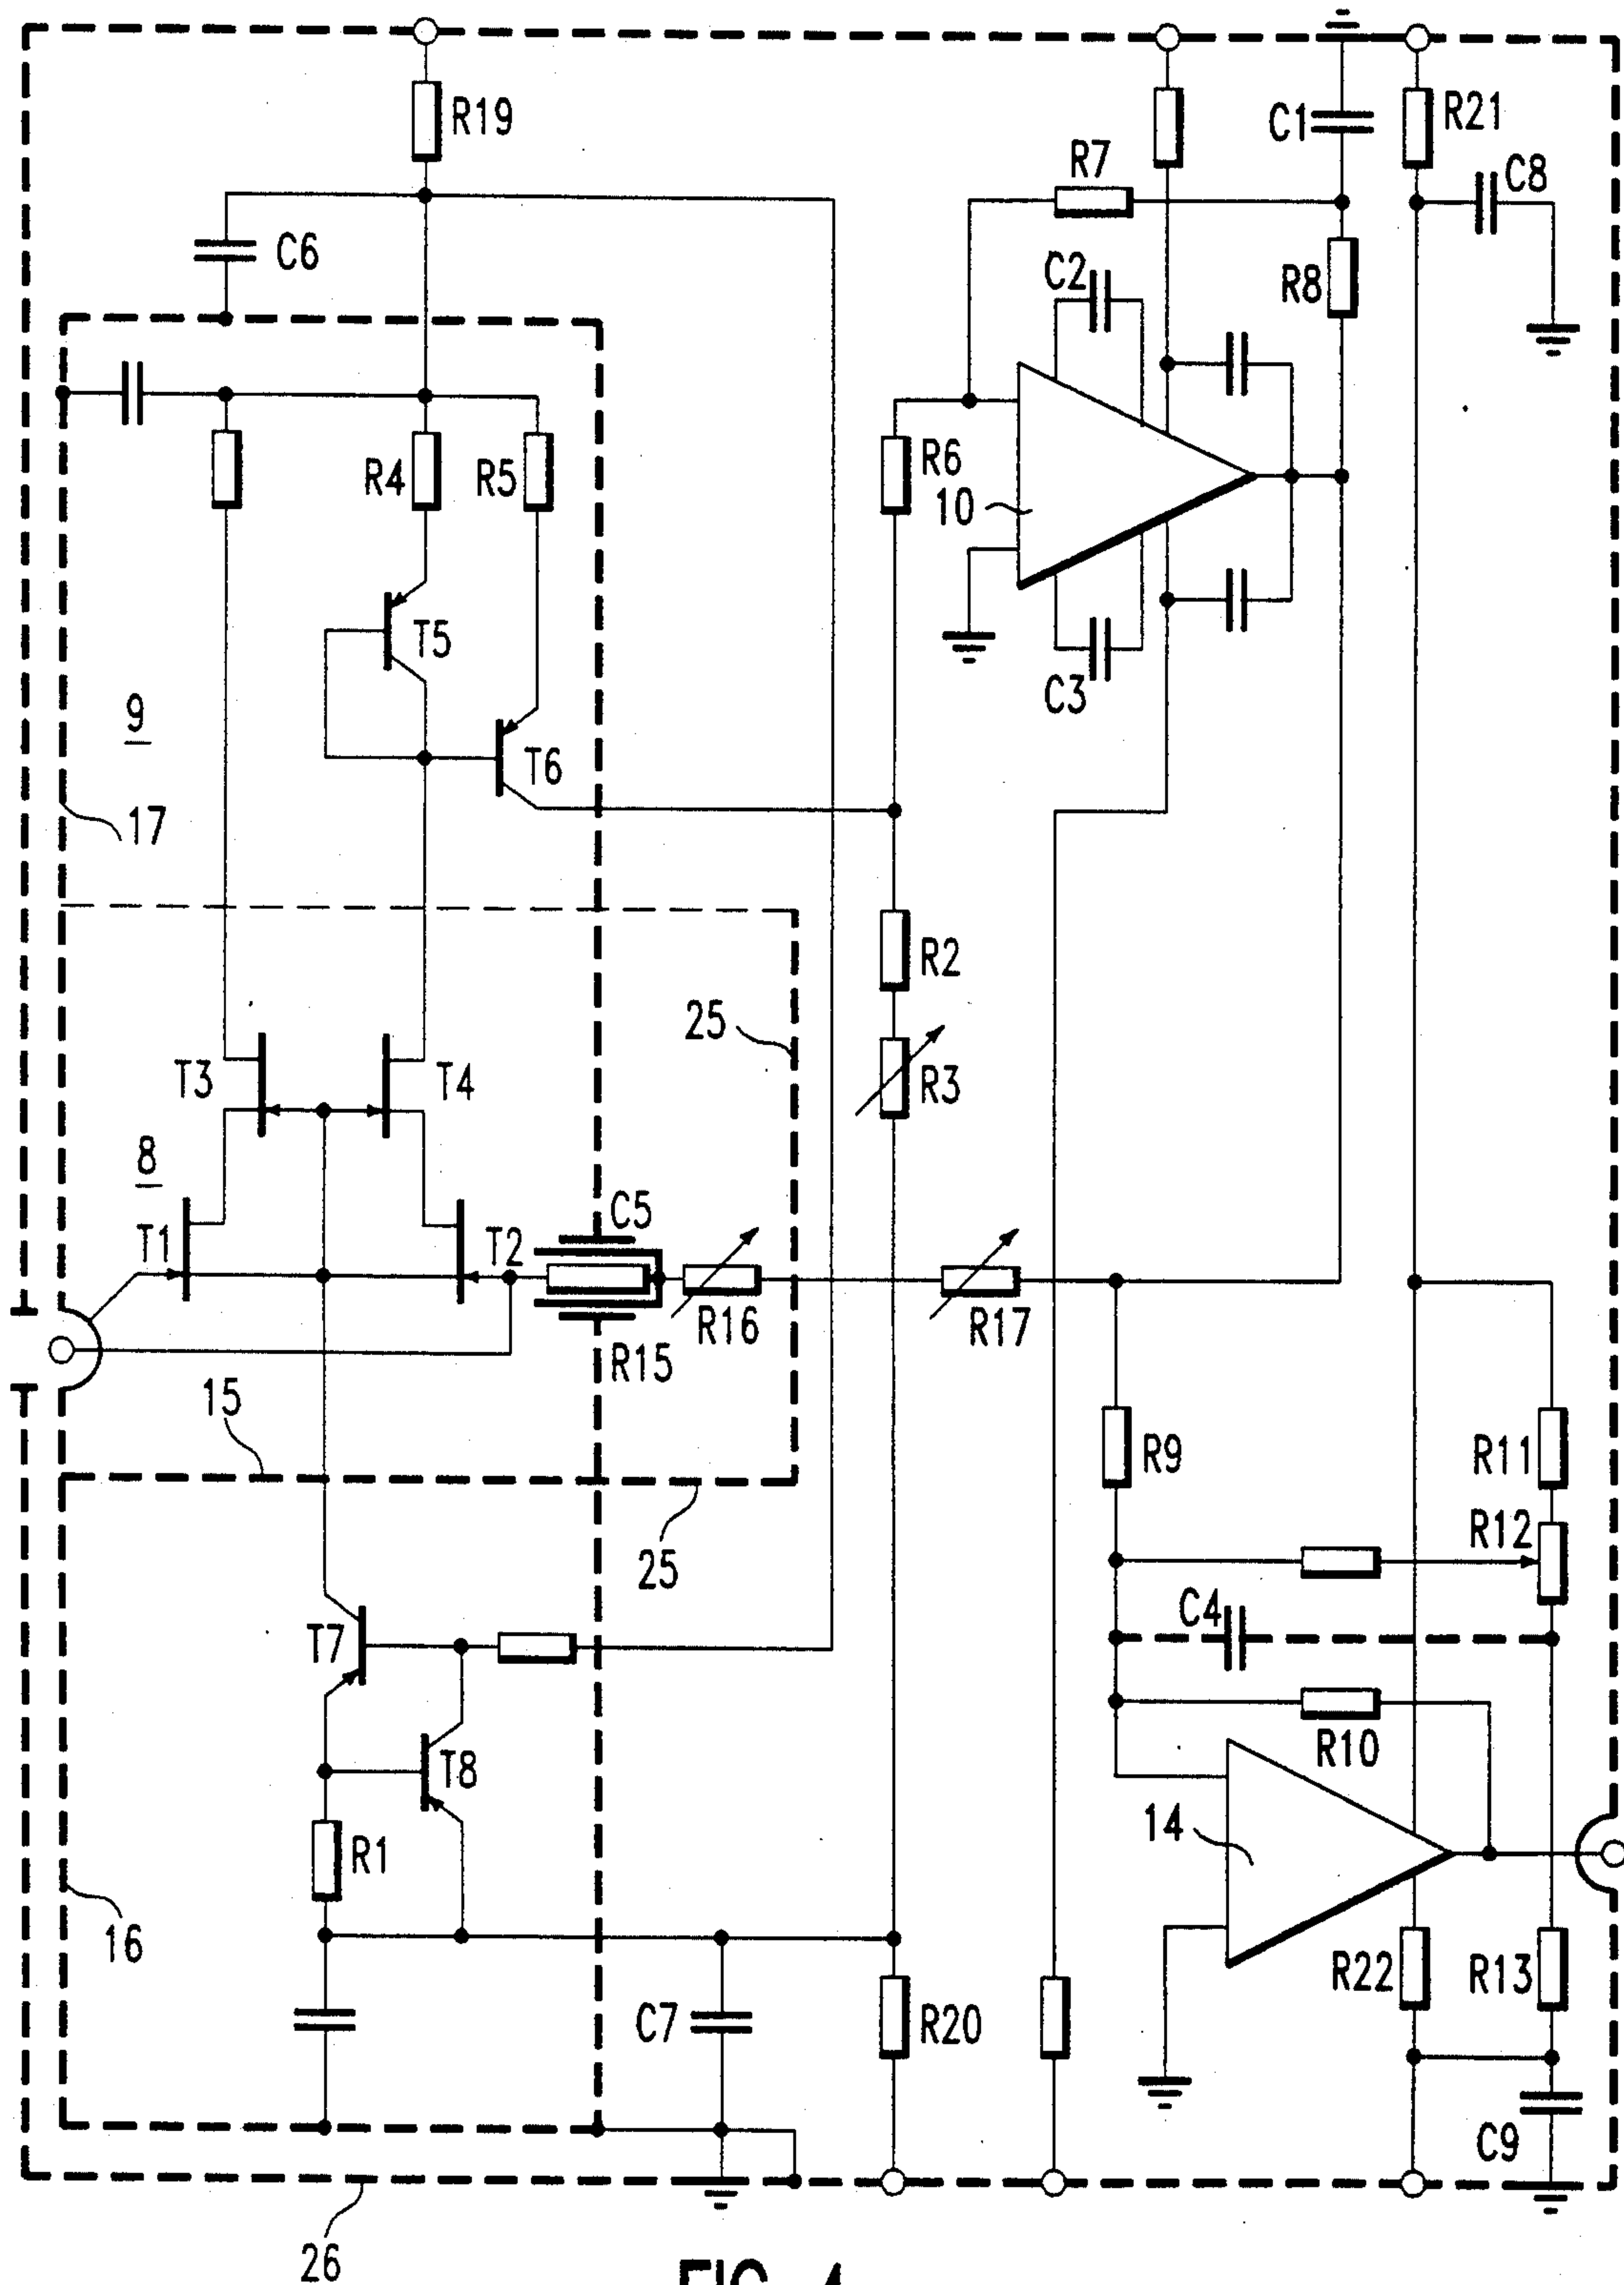 R19
C1
R21
R7
C8
C6
C2
R8
R4
R5
R6
10
T5
C3
9
T6
17
R2
25
T3
T4
R3
8
C5
T1
T2
R16
R17
R15
15
R9
R11
25
R12
C4
T7
R10
T8
14
R1
16
R22
R13
C7
R20
C9
26
FIG. 4